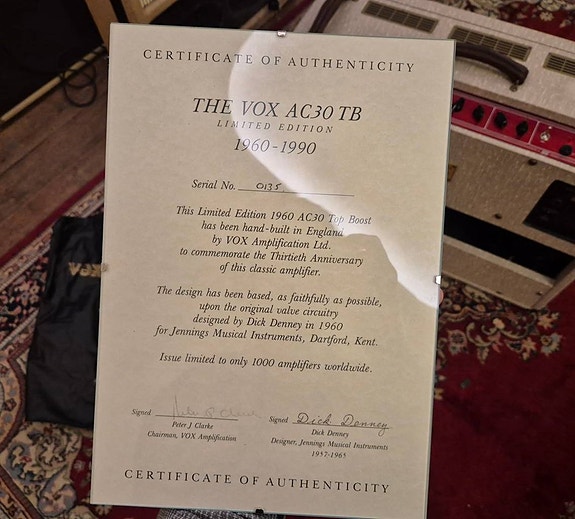 CERTIFICATE OF AUTHENTICITY
THE VOX AC30 TB
LIMITED EDITION
1960-1990
Serial No. 0135
This Limited Edition 1960 AC30 Top Boost
has been hand-built in England
by VOX Amplification Ltd.
to commemorate the Thirtieth Anniversary
of this classic amplifier.
The design has been based, as faithfully as possible,
upon the original valve circuitry
designed by Dick Denney in 1960
for Jennings Musical Instruments, Dartford, Kent.
Issue limited to only 1000 amplifiers worldwide.
Signed
Peter J Clarke
Chairman, VOX Amplification
Signed Dick Denney
Dick Denney
Designer, Jennings Musical Instruments
1957-1965
CERTIFICATE OF AUTHENTICITY
VOX